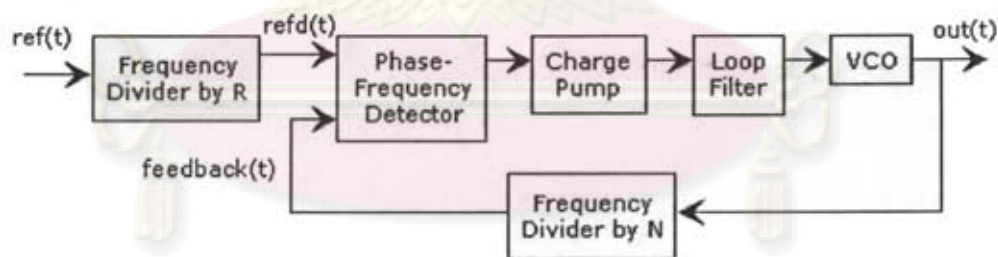 ref(t)
refd(t)
out(t)
Frequency
Divider by R
Phase-
Frequency
Detector
Charge
Pump
Loop
Filter
VCO
feedback(t)
Frequency
Divider by N